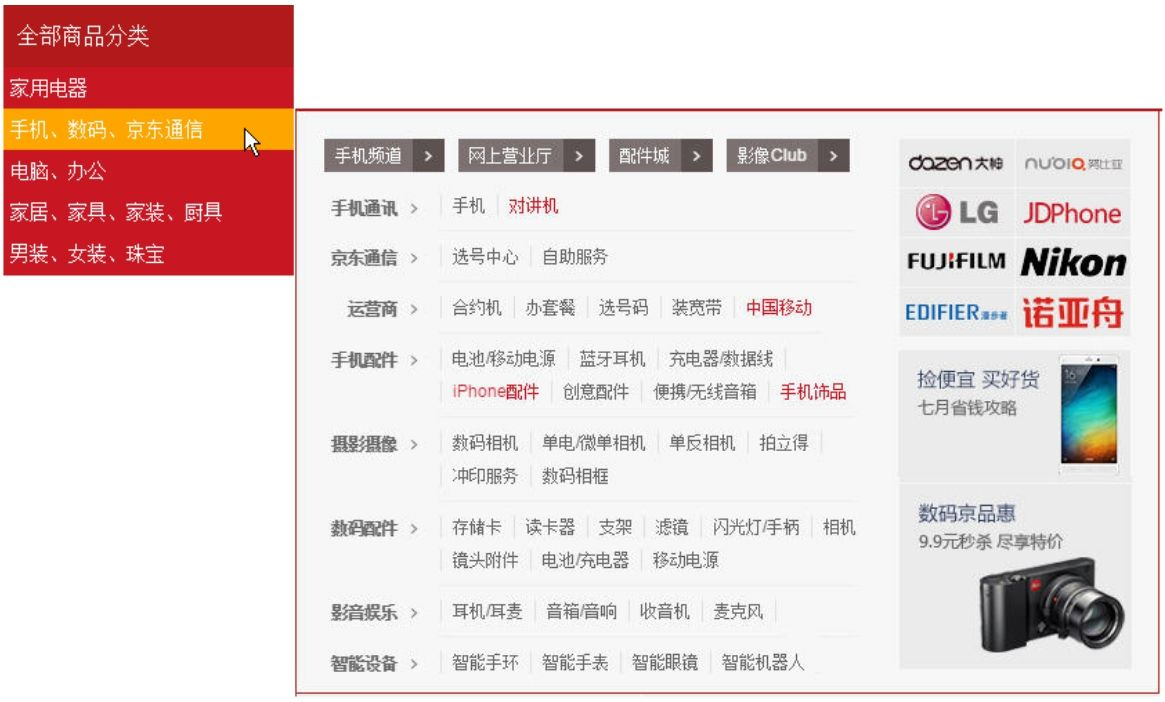 全部商品分类
家用电器
手机、数码、京东通信
电脑、办公
家居、家具、家装、厨具
男装、女装、珠宝
手机频道 > 网上营业厅 > 配件城 > 影像Club >
手机通讯 > 手机 对讲机
京东通信 > 选号中心 自助服务
运营商 > 合约机 办套餐 选号码 装宽带 中国移动
手机配件 > 电池/移动电源 蓝牙耳机 充电器/数据线
iPhone配件 创意配件 便携/无线音箱 手机饰品
摄影摄像 > 数码相机 单电/微单相机 单反相机 拍立得
冲印服务 数码相框
数码配件 > 存储卡 读卡器 支架 滤镜 闪光灯/手柄 相机
镜头附件 电池/充电器 移动电源
影音娱乐 > 耳机/耳麦 音箱/音响 收音机 麦克风
智能设备 > 智能手环 智能手表 智能眼镜 智能机器人
dazen大神 nubia努比亚
LG JDPhone
FUJIFILM Nikon
EDIFIER漫步者 诺亚舟
捡便宜 买好货
七月省钱攻略
16
数码京品惠
9.9元秒杀 尽享特价